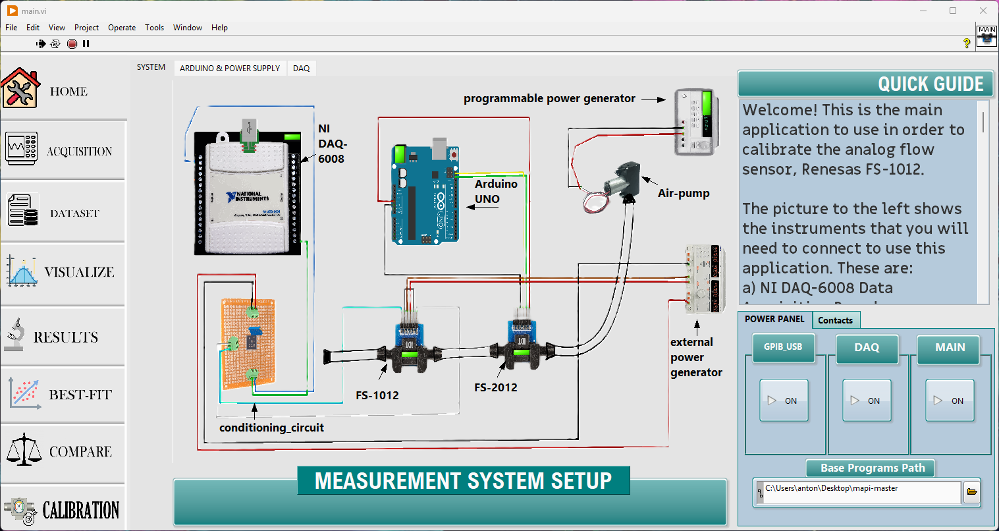 main.vi
File Edit View Project Operate Tools Window Help
MAIN
HOME
ACQUISITION
DATASET
VISUALIZE
RESULTS
BEST-FIT
COMPARE
CALIBRATION
SYSTEM ARDUINO & POWER SUPPLY DAQ
programmable power generator
NI
DAQ-
6008
NATIONAL
INSTRUMENTS
Arduino
UNO
Air-pump
external
power
generator
IDT
IDT
FS-1012
FS-2012
conditioning_circuit
MEASUREMENT SYSTEM SETUP
QUICK GUIDE
Welcome! This is the main
application to use in order to
calibrate the analog flow
sensor, Renesas FS-1012.
The picture to the left shows
the instruments that you will
need to connect to use this
application. These are:
a) NI DAQ-6008 Data
POWER PANEL Contacts
GPIB_USB DAQ MAIN
ON ON ON
Base Programs Path
C:\Users\anton\Desktop\mapi-master